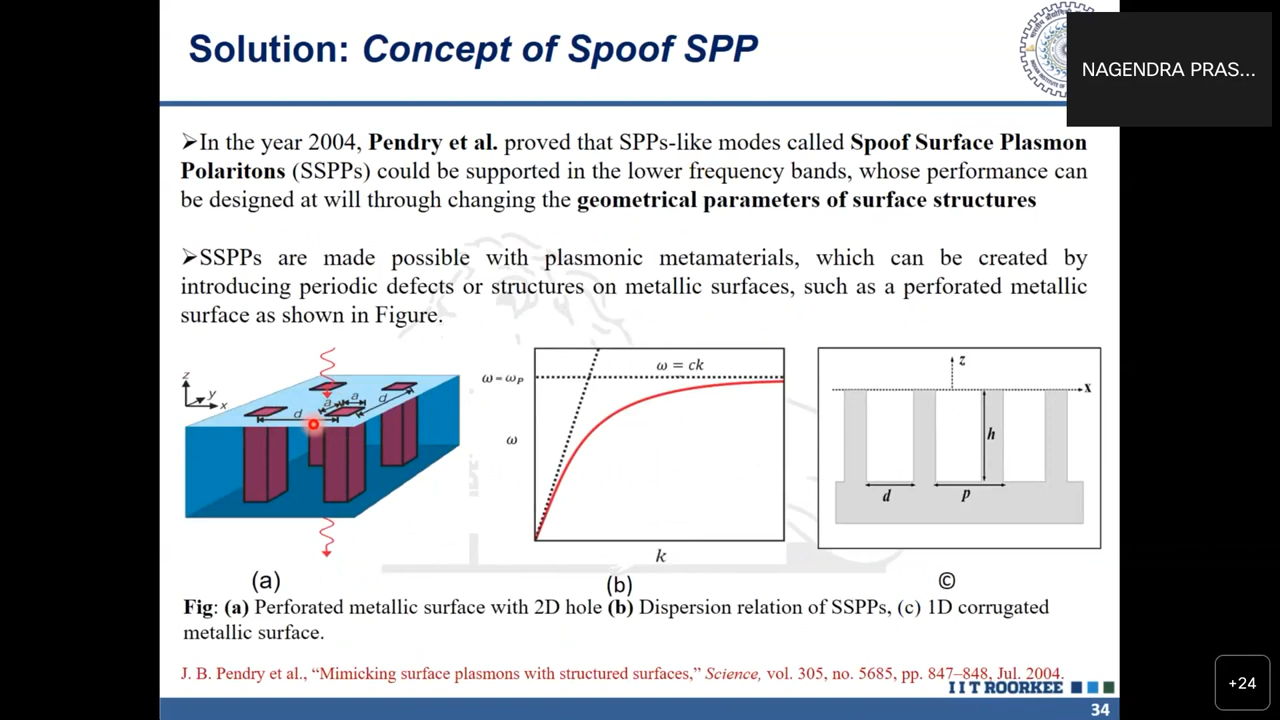 Solution: Concept of Spoof SPP
NAGENDRA PRAS...
➢In the year 2004, Pendry et al. proved that SPPs-like modes called Spoof Surface Plasmon
Polaritons (SSPPs) could be supported in the lower frequency bands, whose performance can
be designed at will through changing the geometrical parameters of surface structures
➢SSPPs are made possible with plasmonic metamaterials, which can be created by
introducing periodic defects or structures on metallic surfaces, such as a perforated metallic
surface as shown in Figure.
z
y
x
a
a
d
d
ω = ωP
ω = ck
ω
k
z
x
h
d
p
(a)
(b)
©
Fig: (a) Perforated metallic surface with 2D hole (b) Dispersion relation of SSPPs, (c) 1D corrugated
metallic surface.
J. B. Pendry et al., “Mimicking surface plasmons with structured surfaces,” Science, vol. 305, no. 5685, pp. 847–848, Jul. 2004.
I I T ROORKEE
34
+24